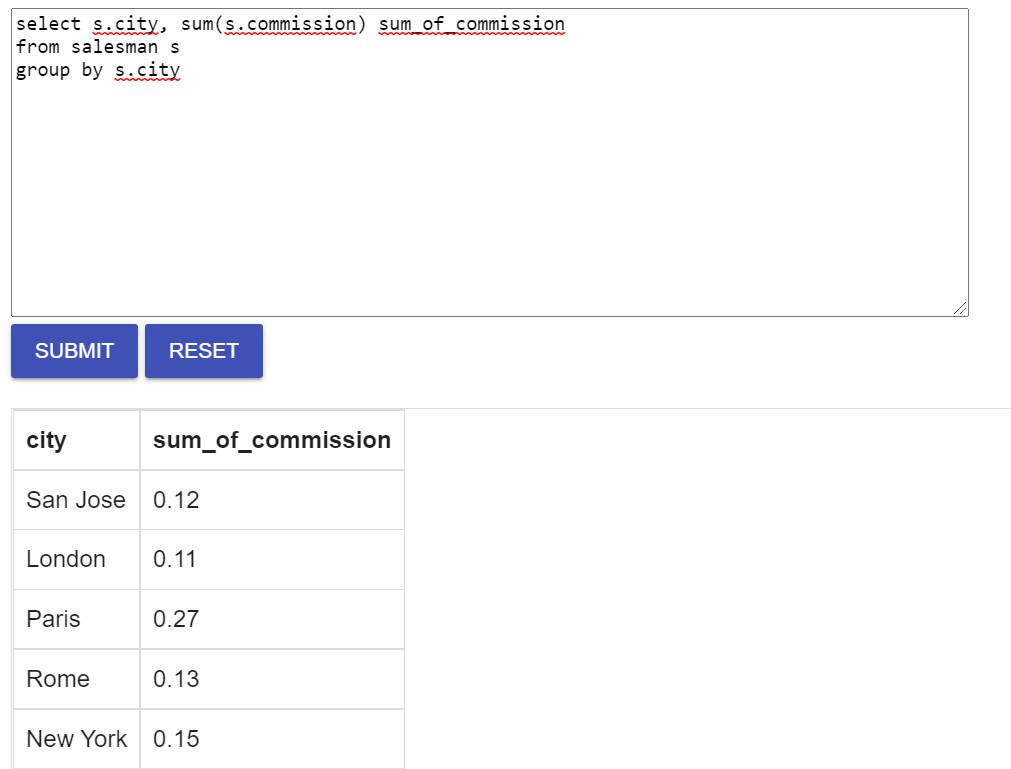 select s.city, sum(s.commission) sum_of_commission
from salesman s
group by s.city
SUBMIT RESET
city sum_of_commission
San Jose 0.12
London 0.11
Paris 0.27
Rome 0.13
New York 0.15